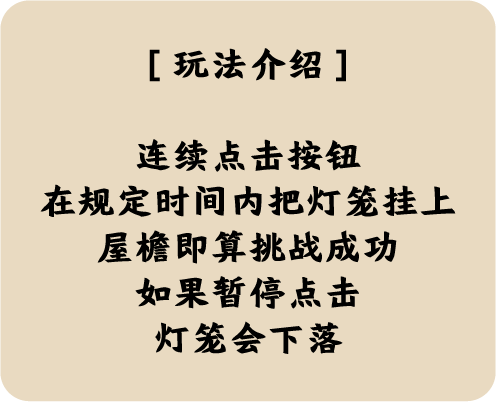 [ 玩法介绍 ]
连续点击按钮
在规定时间内把灯笼挂上
屋檐即算挑战成功
如果暂停点击
灯笼会下落